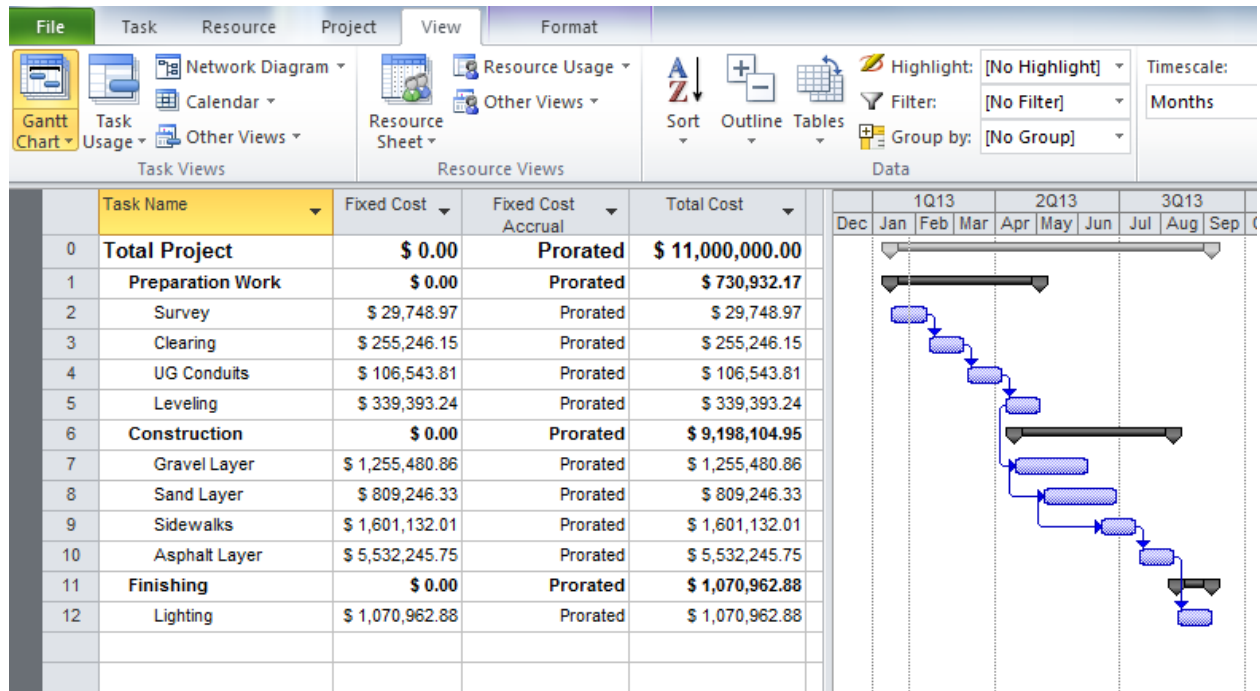 File Task Resource Project View Format
Network Diagram Resource Usage Highlight: [No Highlight] Timescale:
Calendar Other Views Filter: [No Filter] Months
Gantt Chart Task Usage Other Views Resource Sheet Sort Outline Tables Group by: [No Group]
Task Views Resource Views Data
Task Name Fixed Cost Fixed Cost Accrual Total Cost 1Q13 2Q13 3Q13
Dec Jan Feb Mar Apr May Jun Jul Aug Sep
0 Total Project $ 0.00 Prorated $ 11,000,000.00
1 Preparation Work $ 0.00 Prorated $ 730,932.17
2 Survey $ 29,748.97 Prorated $ 29,748.97
3 Clearing $ 255,246.15 Prorated $ 255,246.15
4 UG Conduits $ 106,543.81 Prorated $ 106,543.81
5 Leveling $ 339,393.24 Prorated $ 339,393.24
6 Construction $ 0.00 Prorated $ 9,198,104.95
7 Gravel Layer $ 1,255,480.86 Prorated $ 1,255,480.86
8 Sand Layer $ 809,246.33 Prorated $ 809,246.33
9 Sidewalks $ 1,601,132.01 Prorated $ 1,601,132.01
10 Asphalt Layer $ 5,532,245.75 Prorated $ 5,532,245.75
11 Finishing $ 0.00 Prorated $ 1,070,962.88
12 Lighting $ 1,070,962.88 Prorated $ 1,070,962.88